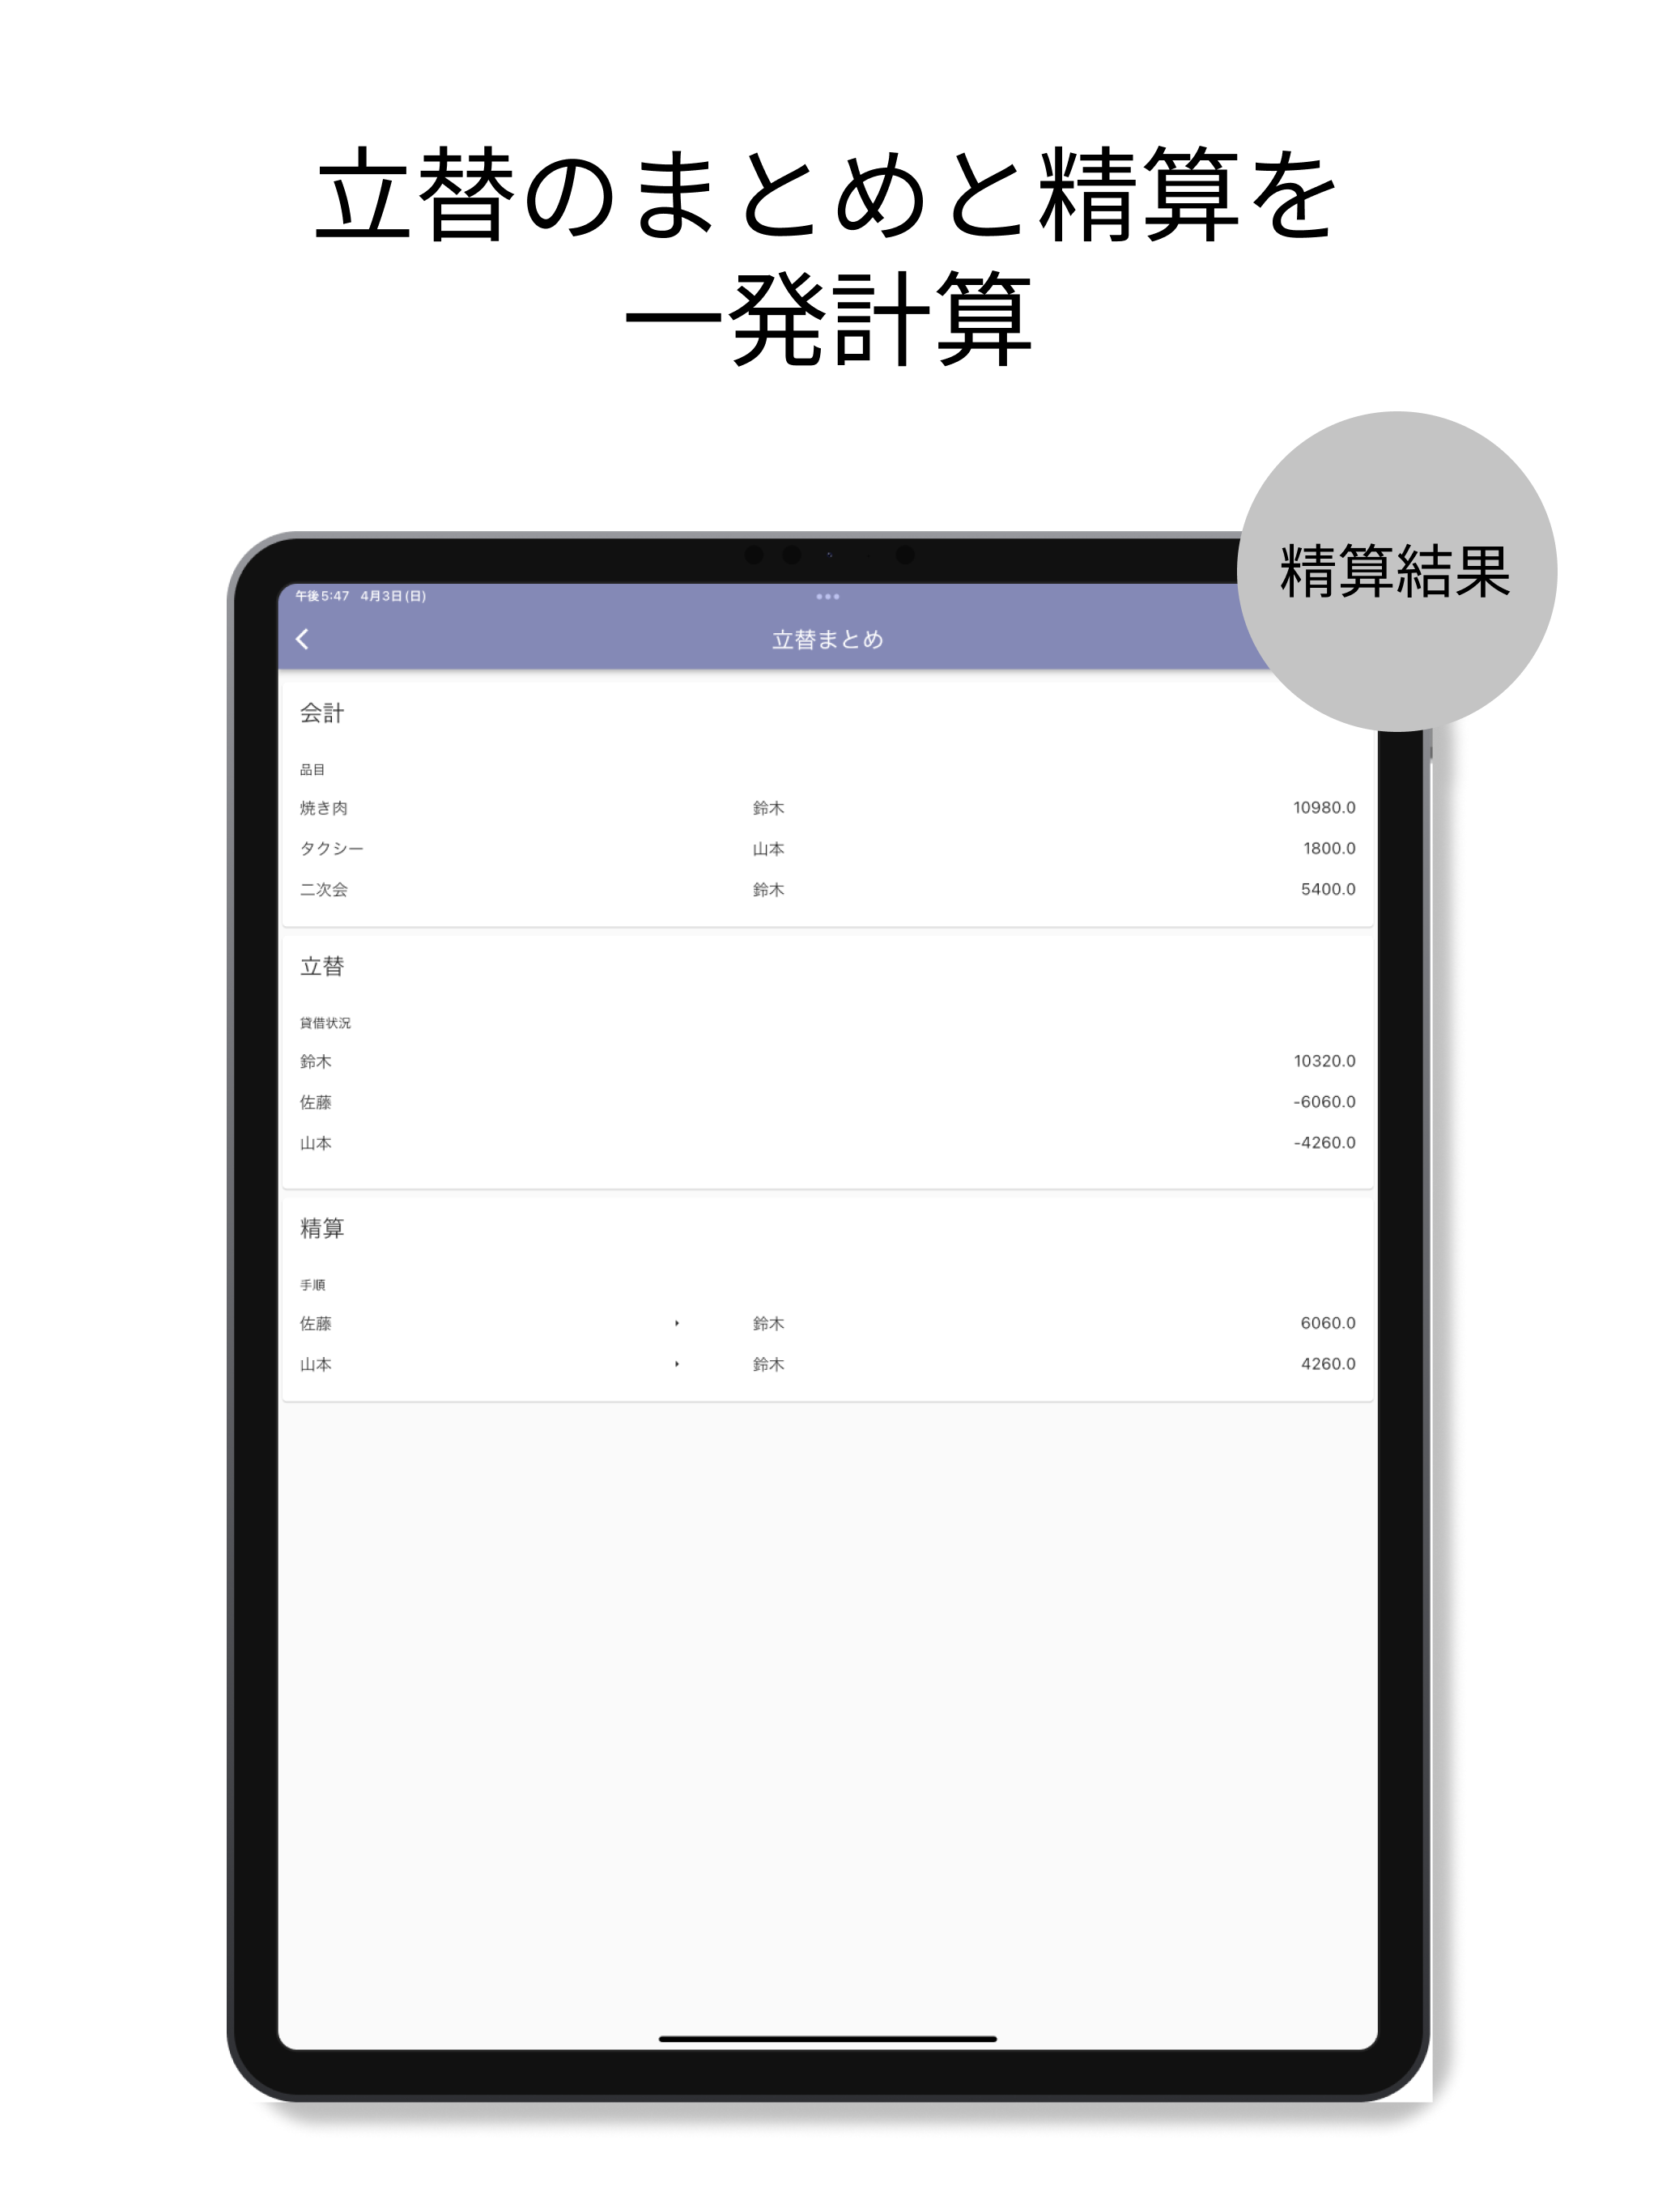 立替のまとめと精算を
一発計算
精算結果
午後5:47 4月3日(日)
立替まとめ
会計
品目
焼き肉 鈴木 10980.0
タクシー 山本 1800.0
二次会 鈴木 5400.0
立替
貸借状況
鈴木 10320.0
佐藤 -6060.0
山本 -4260.0
精算
手順
佐藤 鈴木 6060.0
山本 鈴木 4260.0